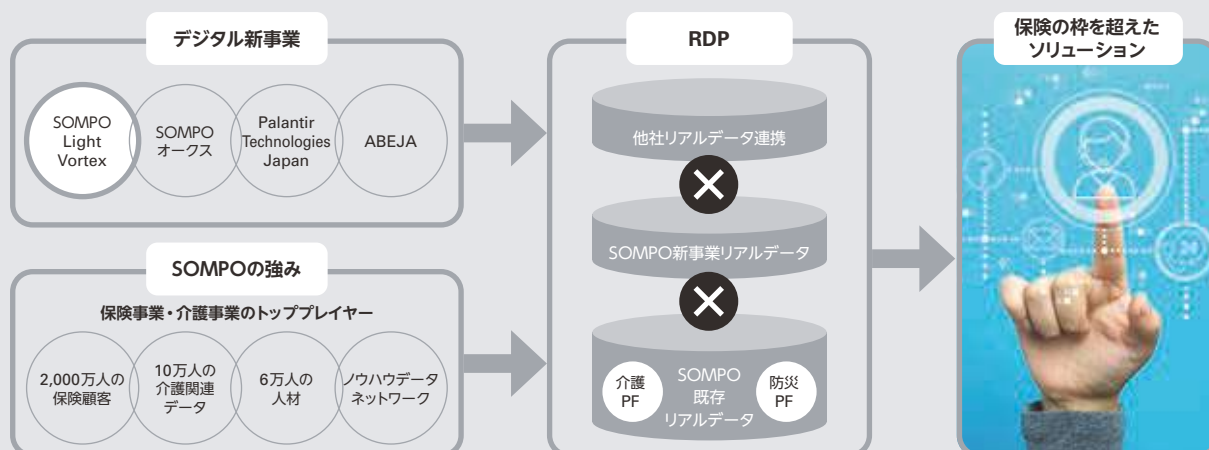 デジタル新事業
SOMPO
Light
Vortex
SOMPO
オークス
Palantir
Technologies
Japan
ABEJA
SOMPOの強み
保険事業・介護事業のトッププレイヤー
2,000万人の
保険顧客
10万人の
介護関連
データ
6万人の
人材
ノウハウデータ
ネットワーク
RDP
他社リアルデータ連携
SOMPO新事業リアルデータ
介護
PF
SOMPO
既存
リアルデータ
防災
PF
保険の枠を超えた
ソリューション